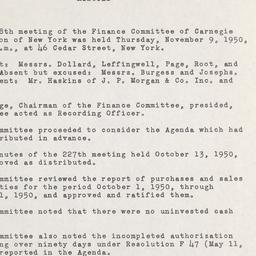 8th meeting of the Finance Committee of Carnegie
on of New York was held Thursday, November 9, 1950,
.m., at 46 Cedar Street, New York.
t: Messrs. Dollard, Leffingwell, Page, Root, and
Absent but excused: Messrs. Burgess and Josephs.
ent: Mr. Haskins of J. P. Morgan & Co. Inc. and
ge, Chairman of the Finance Committee, presided,
ee acted as Recording Officer.
mmittee proceeded to consider the Agenda which had
ributed in advance.
nutes of the 227th meeting held October 13, 1950,
oved as distributed.
mmittee reviewed the report of purchases and sales
ties for the period October 1, 1950, through
1, 1950, and approved and ratified them.
mmittee noted that there were no uninvested cash
mmittee also noted the incompleted authorization
ng over ninety days under Resolution F 47 (May 11,
reported in the Agenda.